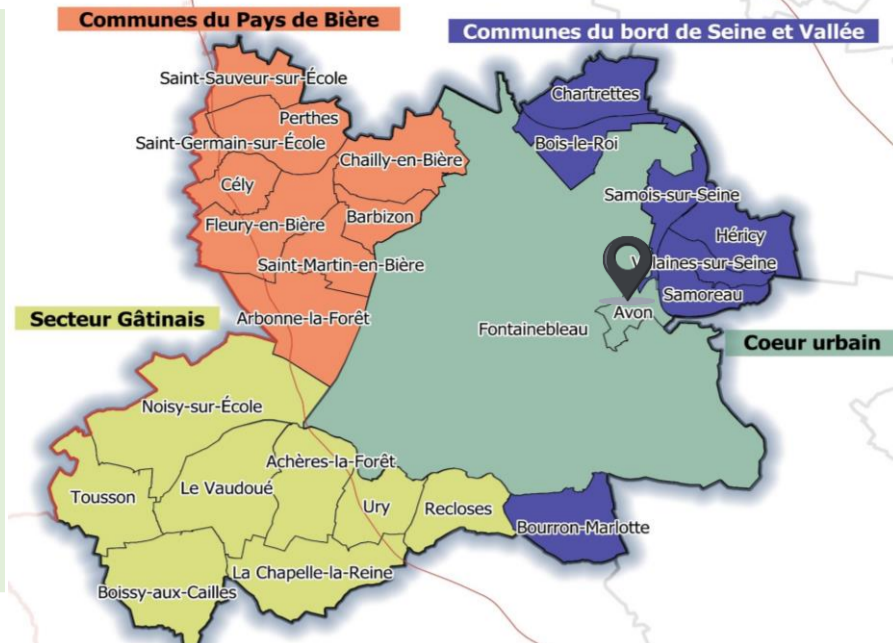 Communes du Pays de Bière
Communes du bord de Seine et Vallée
Saint-Sauveur-sur-École
Perthes
Saint-Germain-sur-École
Chailly-en-Bière
Cély
Barbizon
Fleury-en-Bière
Saint-Martin-en-Bière
Arbonne-la-Forêt
Chartrettes
Bois-le-Roi
Samois-sur-Seine
Héricy
laines-sur-Seine
Samoreau
Avon
Fontainebleau
Coeur urbain
Secteur Gâtinais
Noisy-sur-École
Achères-la-Forêt
Tousson
Le Vaudoué
Ury
Recloses
Bourron-Marlotte
La Chapelle-la-Reine
Boissy-aux-Cailles